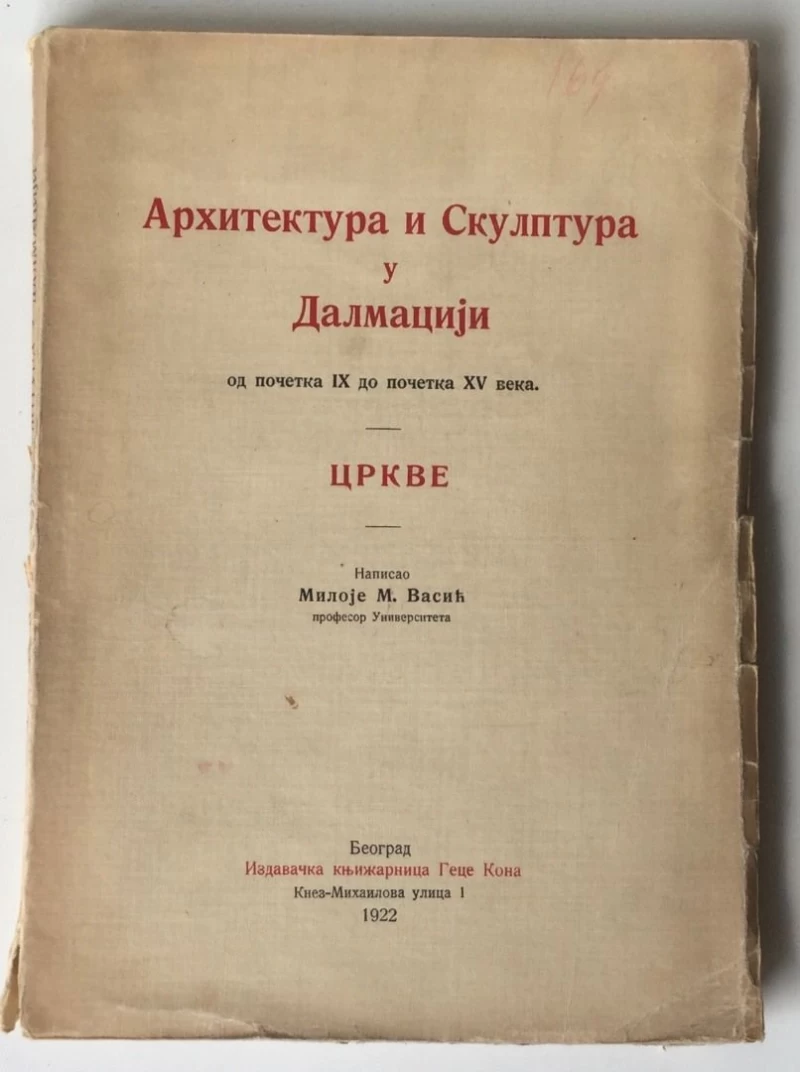 169
Архитектура и Скулптура
у
Далмацији
од почетка IX до почетка XV века.
ЦРКВЕ
Написао
Милоје М. Васић
професор Универзитета
Београд
Издавачка књижарница Геце Кона
Кнез-Михаилова улица 1
1922